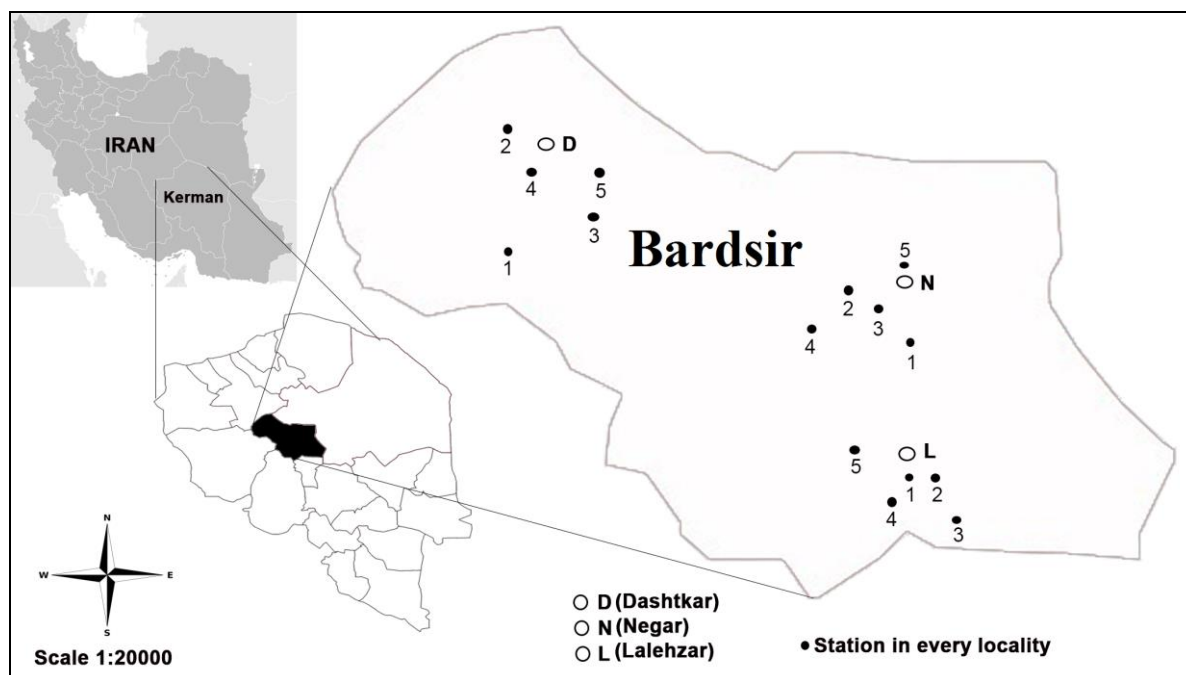 IRAN
Kerman
2
D
4
5
3
1
Bardsir
5
N
2
3
4
1
5
L
1
2
4
3
N
W
E
S
Scale 1:20000
D (Dashtkar)
N (Negar)
L (Lalehzar)
Station in every locality